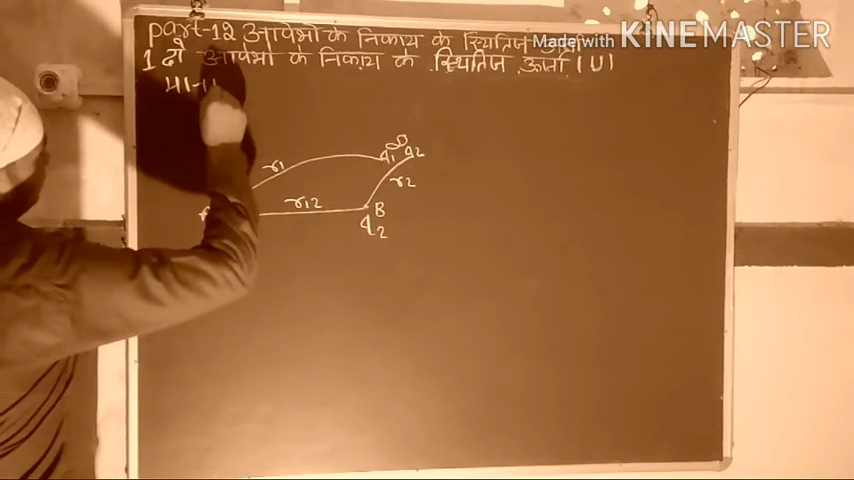 part-12 आवेशो के निकाय के स्थितिज
Made with KINEMASTER
1 दो आवेशो के निकाय के स्थितिज ऊर्जा (U)
r1
q1 q2
r2
r12
B
q2